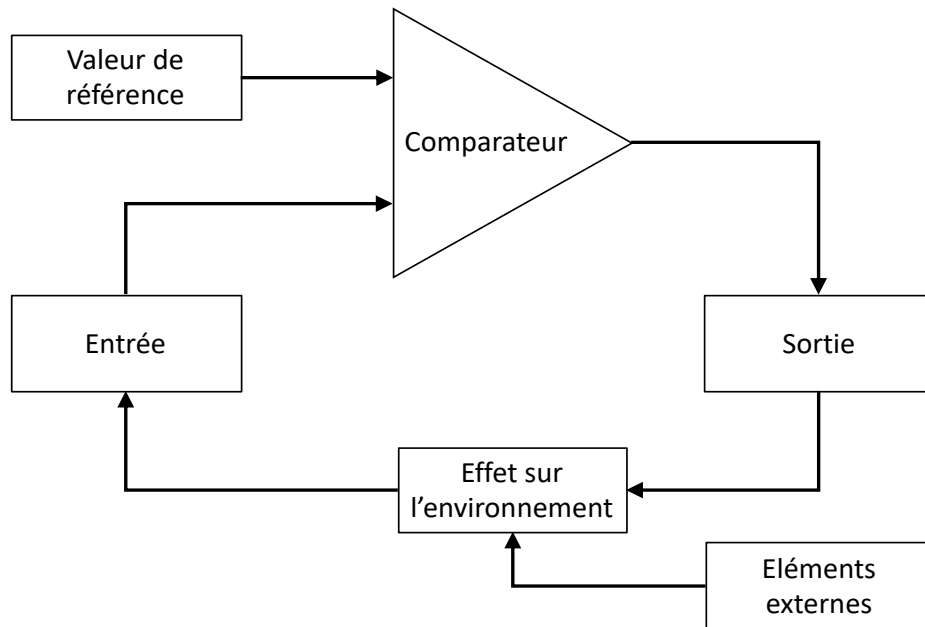 Valeur de
référence
Comparateur
Entrée
Sortie
Effet sur
l’environnement
Eléments
externes